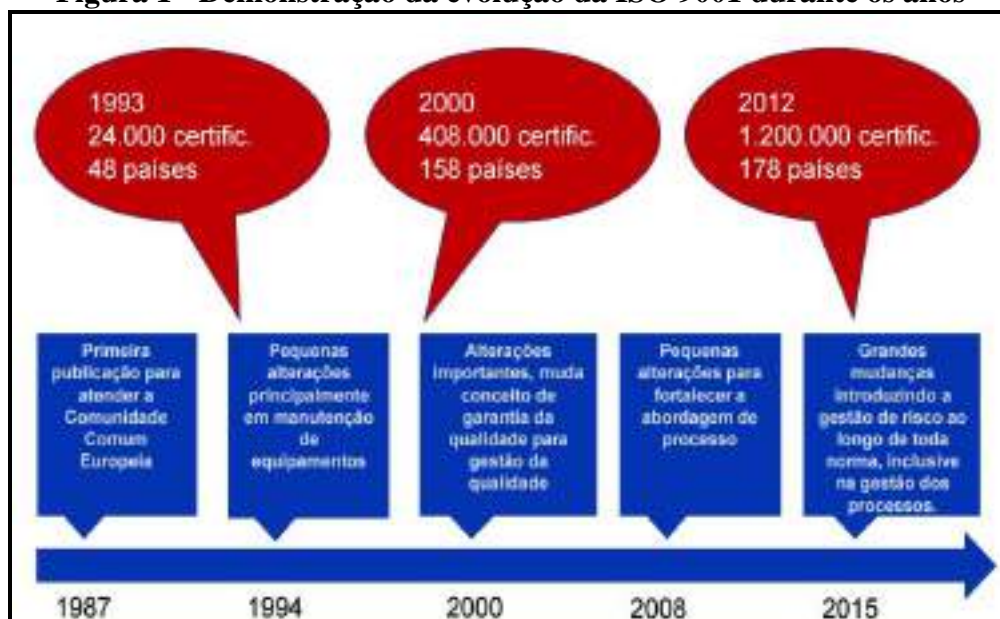 Figura 1 - Demonstração da evolução da ISO 9001 durante os anos
1993
24.000 certific.
48 países
2000
408.000 certific.
158 países
2012
1.200.000 certific.
178 países
Primeira
publicação para
atender a
Comunidade
Comum
Europeia
Pequenas
alterações
principalmente
em manutenção
de
equipamentos
Alterações
importantes, muda
conceito de
garantia da
qualidade para
gestão da
qualidade
Pequenas
alterações para
fortalecer a
abordagem de
processo
Grandes
mudanças
introduzindo a
gestão de risco ao
longo de toda
norma, inclusive
na gestão dos
processos.
1987
1994
2000
2008
2015